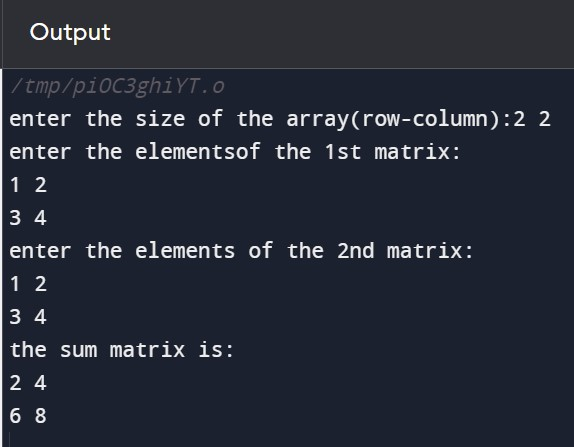 Output
/tmp/piOC3ghiYT.o
enter the size of the array(row-column):2 2
enter the elementsof the 1st matrix:
1 2
3 4
enter the elements of the 2nd matrix:
1 2
3 4
the sum matrix is:
2 4
6 8